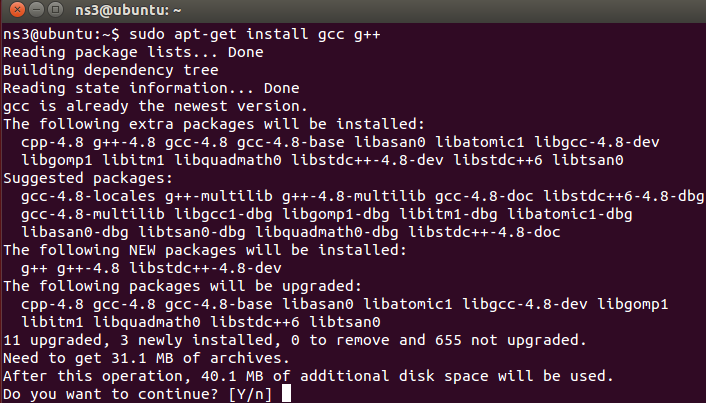 ns3@ubuntu: ~
ns3@ubuntu:~$ sudo apt-get install gcc g++
Reading package lists... Done
Building dependency tree
Reading state information... Done
gcc is already the newest version.
The following extra packages will be installed:
  cpp-4.8 g++-4.8 gcc-4.8 gcc-4.8-base libasan0 libatomic1 libgcc-4.8-dev
  libgomp1 libitm1 libquadmath0 libstdc++-4.8-dev libstdc++6 libtsan0
Suggested packages:
  gcc-4.8-locales g++-multilib g++-4.8-multilib gcc-4.8-doc libstdc++6-4.8-dbg
  gcc-4.8-multilib libgcc1-dbg libgomp1-dbg libitm1-dbg libatomic1-dbg
  libasan0-dbg libtsan0-dbg libquadmath0-dbg libstdc++-4.8-doc
The following NEW packages will be installed:
  g++ g++-4.8 libstdc++-4.8-dev
The following packages will be upgraded:
  cpp-4.8 gcc-4.8 gcc-4.8-base libasan0 libatomic1 libgcc-4.8-dev libgomp1
  libitm1 libquadmath0 libstdc++6 libtsan0
11 upgraded, 3 newly installed, 0 to remove and 655 not upgraded.
Need to get 31.1 MB of archives.
After this operation, 40.1 MB of additional disk space will be used.
Do you want to continue? [Y/n]